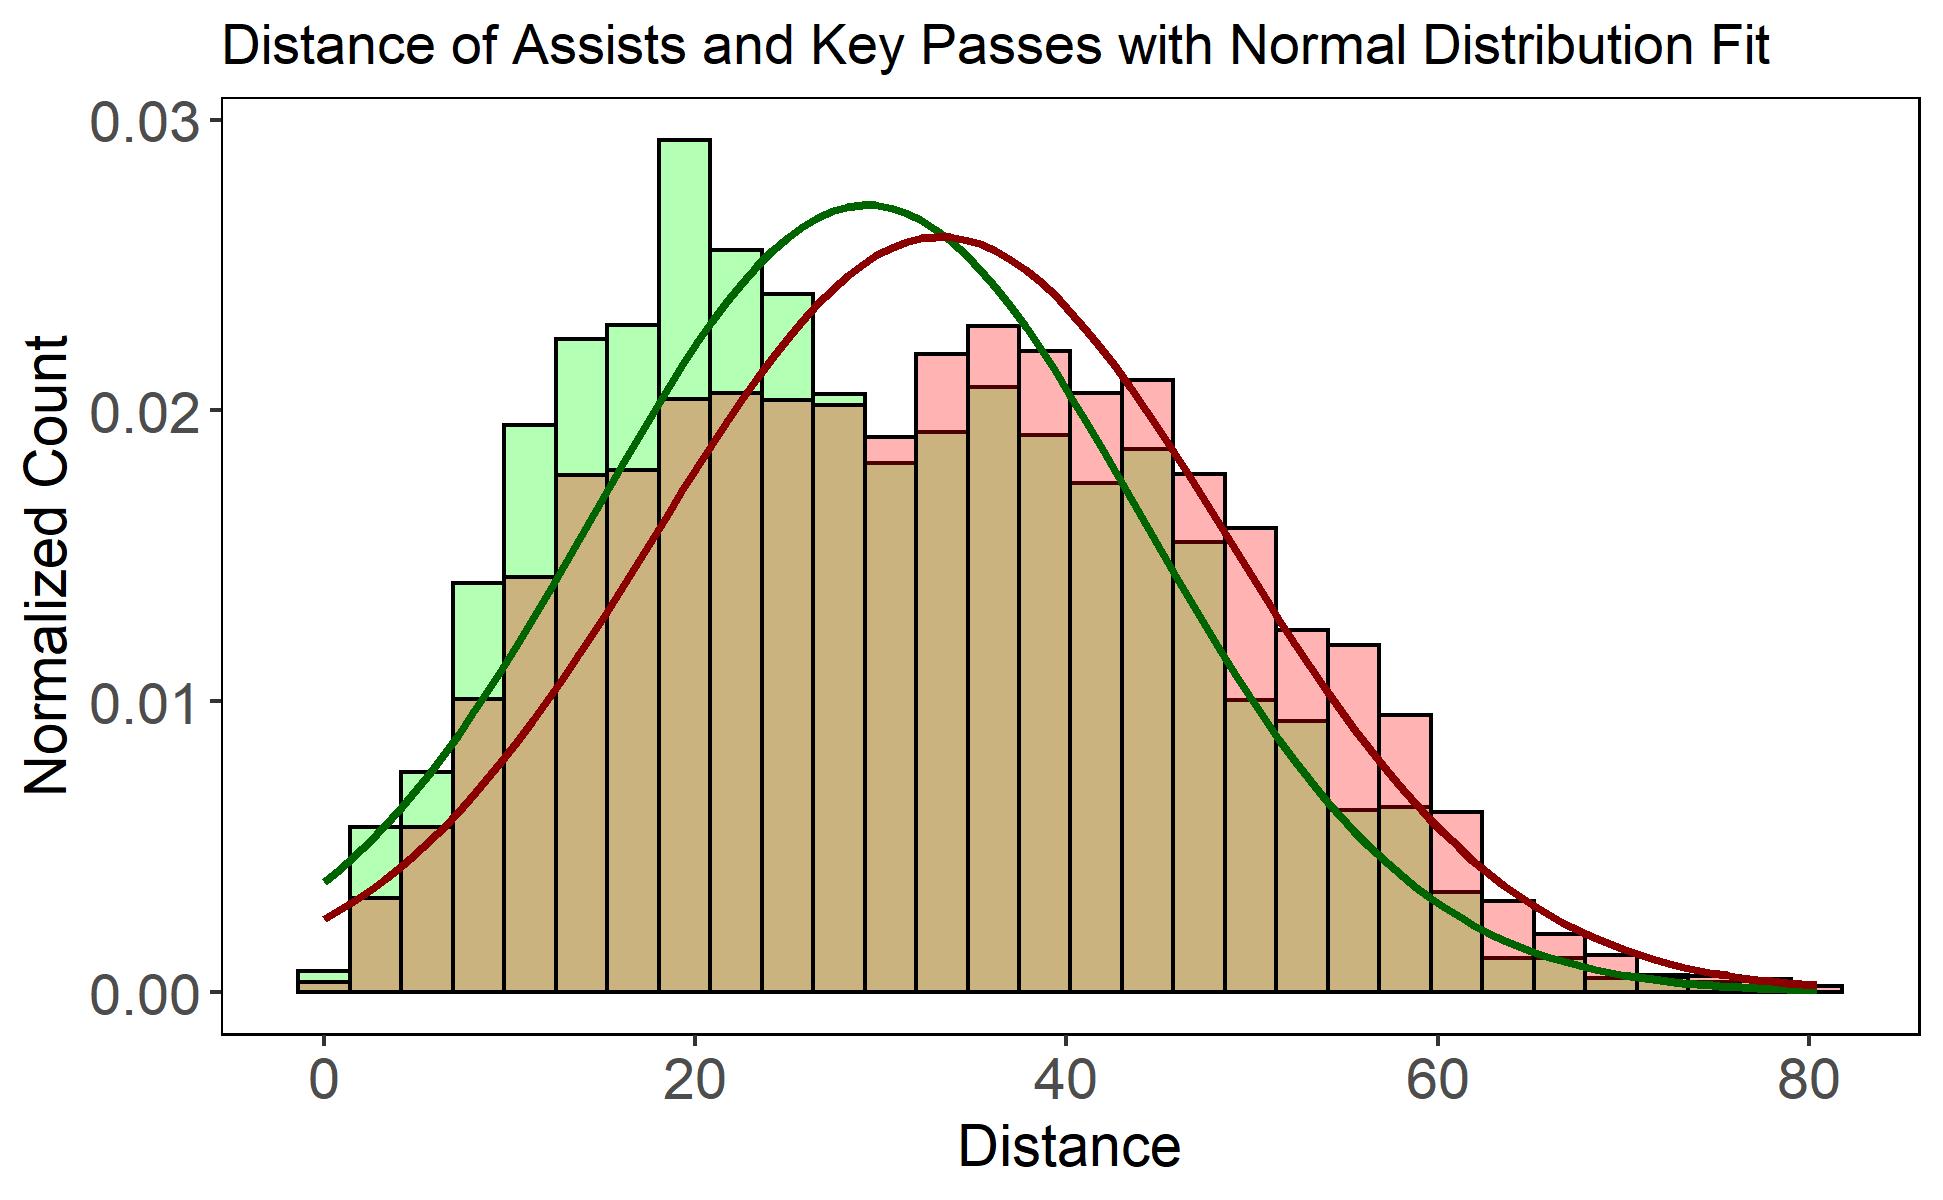 Distance of Assists and Key Passes with Normal Distribution Fit
Normalized Count
0.03
0.02
0.01
0.00
0 20 40 60 80
Distance